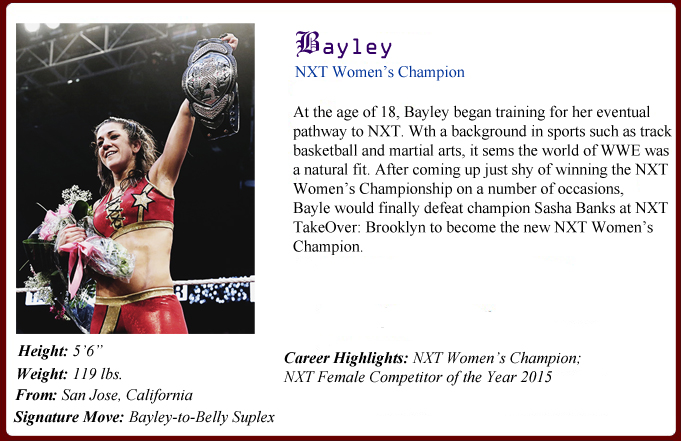 Bayley
NXT Women's Champion
At the age of 18, Bayley began training for her eventual
pathway to NXT. Wth a background in sports such as track
basketball and martial arts, it sems the world of WWE was
a natural fit. After coming up just shy of winning the NXT
Women's Championship on a number of occasions,
Bayle would finally defeat champion Sasha Banks at NXT
TakeOver: Brooklyn to become the new NXT Women's
Champion.
Height: 5'6”
Weight: 119 lbs.
From: San Jose, California
Signature Move: Bayley-to-Belly Suplex
Career Highlights: NXT Women's Champion;
NXT Female Competitor of the Year 2015